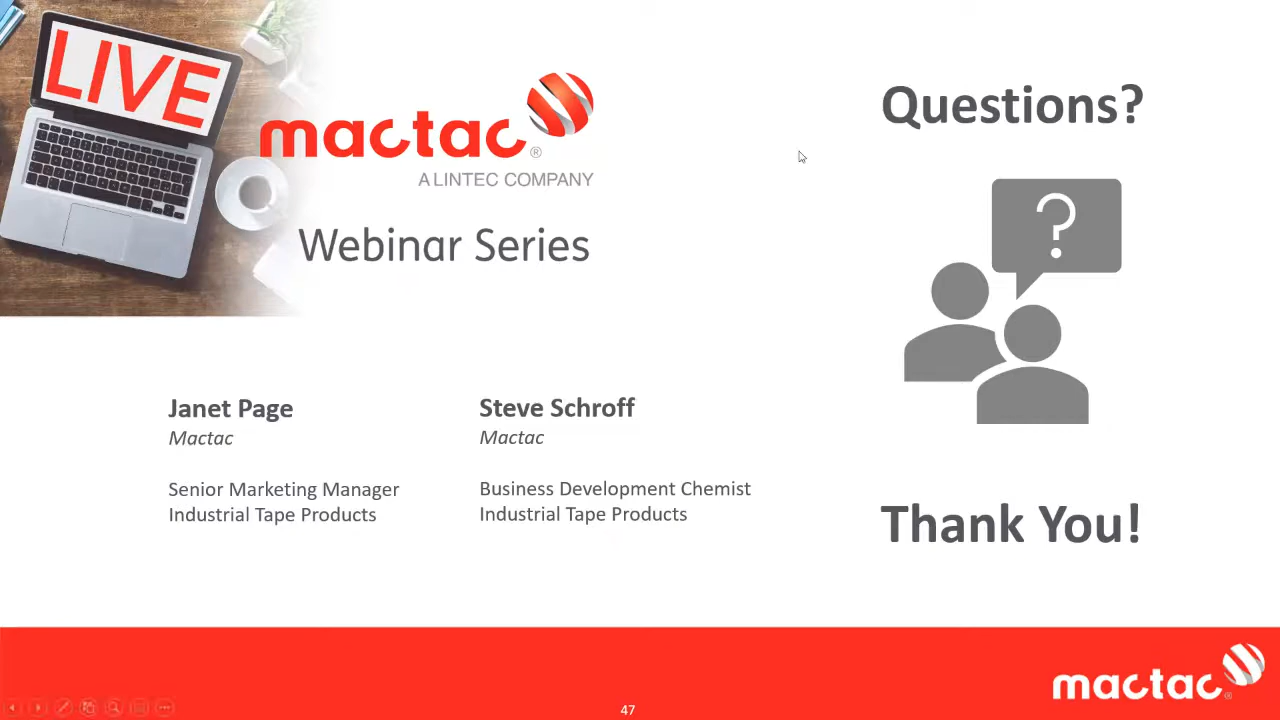 LIVE
mactac
®
A LINTEC COMPANY
Webinar Series
Questions?
?
Janet Page
Mactac
Senior Marketing Manager
Industrial Tape Products
Steve Schroff
Mactac
Business Development Chemist
Industrial Tape Products
Thank You!
47
mactac
®